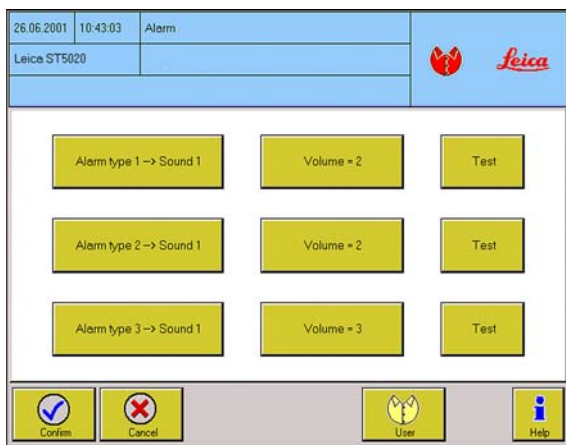 26.06.2001 10:43:03 Alarm
Leica ST5020
Leica
Alarm type 1 -> Sound 1 Volume = 2 Test
Alarm type 2 -> Sound 1 Volume = 2 Test
Alarm type 3 -> Sound 1 Volume = 3 Test
Confirm Cancel User Help